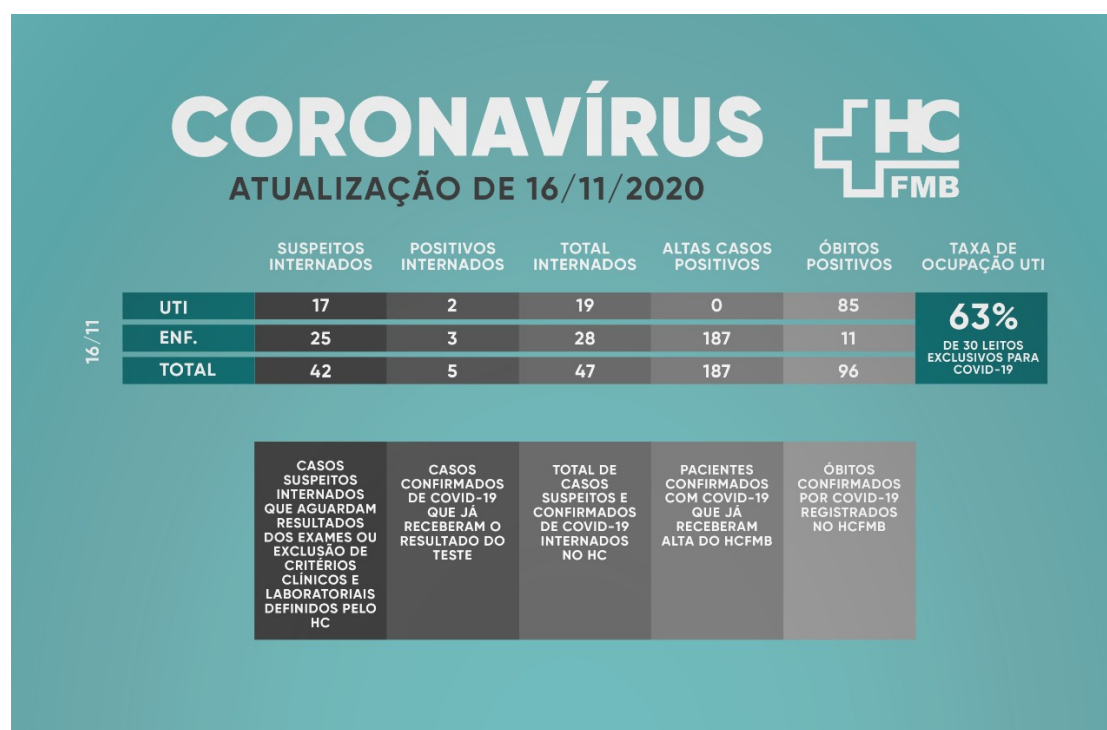 CORONAVÍRUS
ATUALIZAÇÃO DE 16/11/2020
HC
FMB
SUSPEITOS
INTERNADOS
POSITIVOS
INTERNADOS
TOTAL
INTERNADOS
ALTAS CASOS
POSITIVOS
ÓBITOS
POSITIVOS
TAXA DE
OCUPAÇÃO UTI
16/11
UTI 17 2 19 0 85
ENF. 25 3 28 187 11
TOTAL 42 5 47 187 96
63%
DE 30 LEITOS
EXCLUSIVOS PARA
COVID-19
CASOS
SUSPEITOS
INTERNADOS
QUE AGUARDAM
RESULTADOS
DOS EXAMES OU
EXCLUSÃO DE
CRITÉRIOS
CLÍNICOS E
LABORATORIAIS
DEFINIDOS PELO
HC
CASOS
CONFIRMADOS
DE COVID-19
QUE JÁ
RECEBERAM O
RESULTADO DO
TESTE
TOTAL DE
CASOS
SUSPEITOS E
CONFIRMADOS
DE COVID-19
INTERNADOS
NO HC
PACIENTES
CONFIRMADOS
COM COVID-19
QUE JÁ
RECEBERAM
ALTA DO HCFMB
ÓBITOS
CONFIRMADOS
POR COVID-19
REGISTRADOS
NO HCFMB